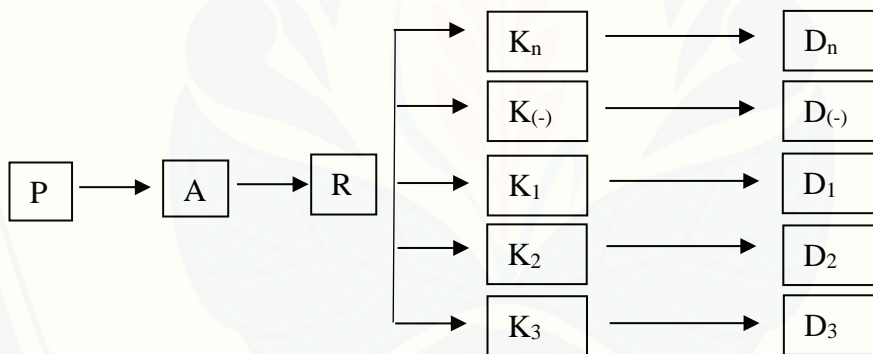 Kn Dn
K(-) D(-)
P A R K1 D1
K2 D2
K3 D3